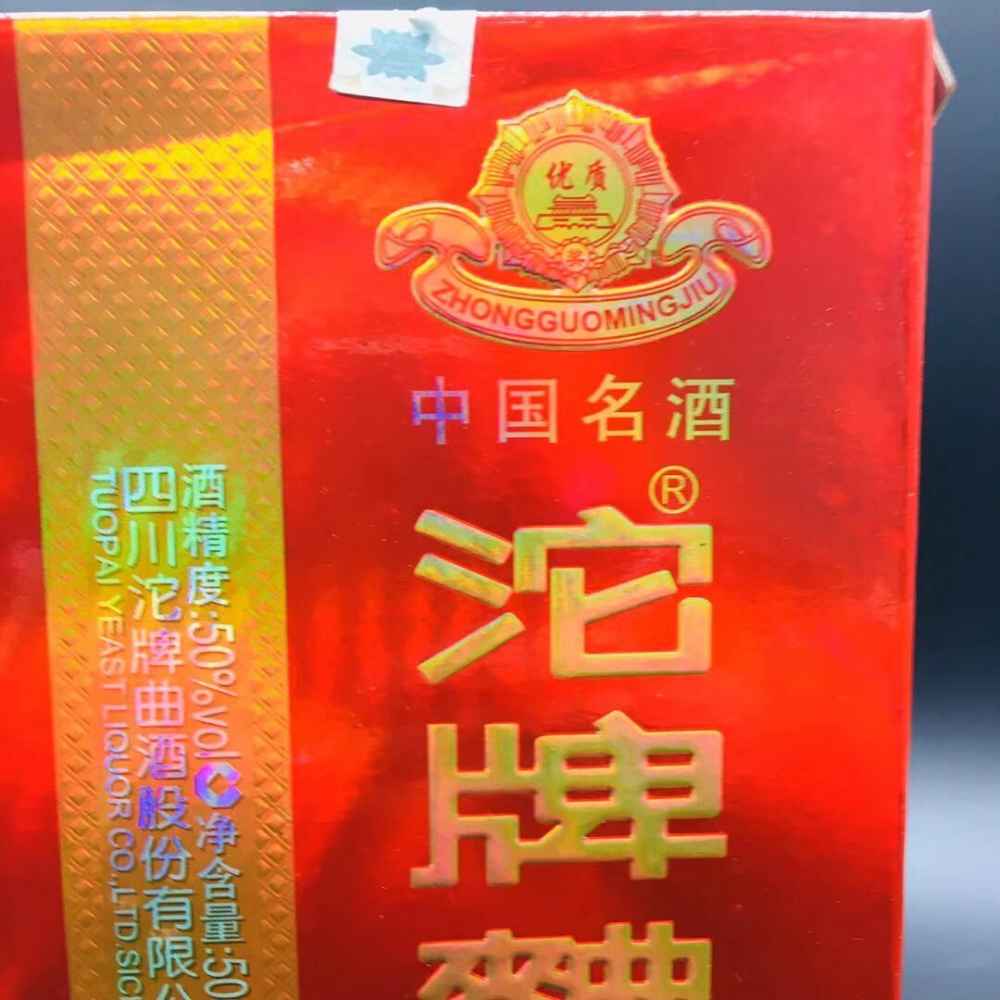 优质
奖
ZHONGGUOMINGJIU
中国名酒
®
沱牌
酒精度:50%vol 净含量:50
四川沱牌曲酒股份有限公
TUOPAI YEAST LIQUOR CO.,LTD.SIC